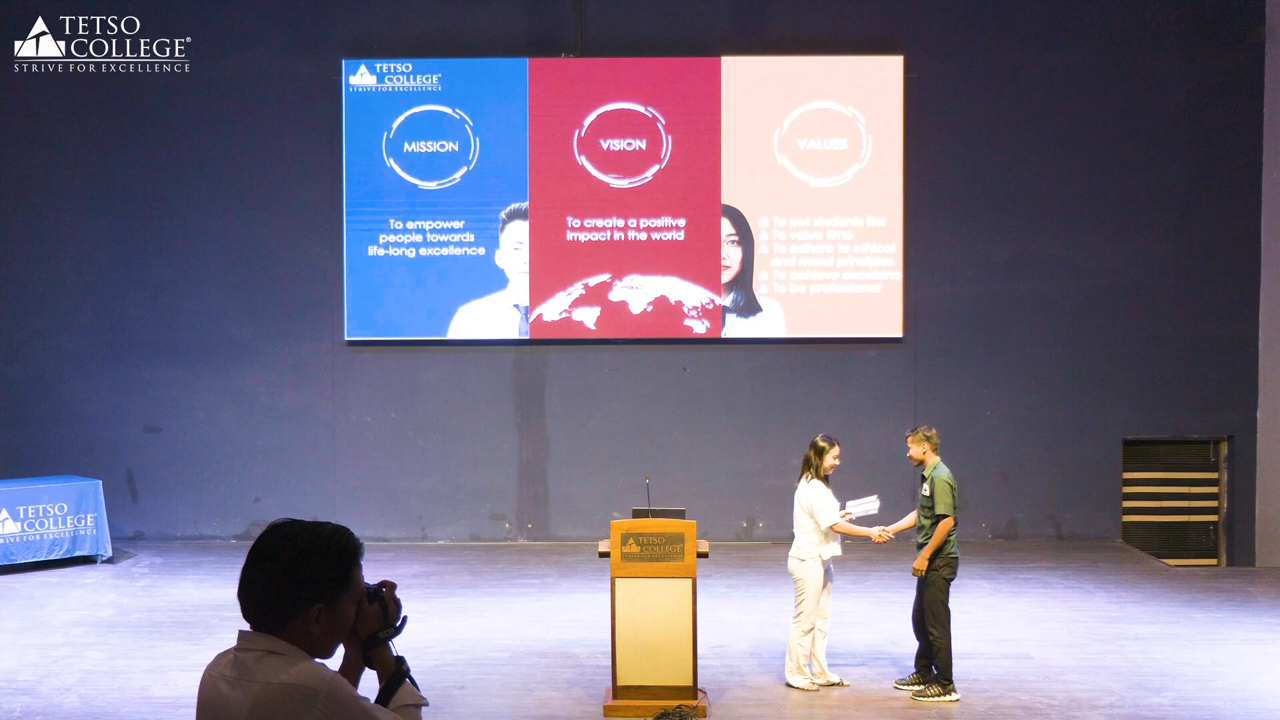 TETSO
COLLEGE®
STRIVE FOR EXCELLENCE
TETSO
COLLEGE®
STRIVE FOR EXCELLENCE
MISSION
To empower
people towards
life-long excellence
VISION
To create a positive
impact in the world
VALUES
To put students first
To value time
To adhere to ethical
and moral principles
To achieve
To be professional
TETSO
COLLEGE
TETSO
COLLEGE
STRIVE FOR EXCELLENCE